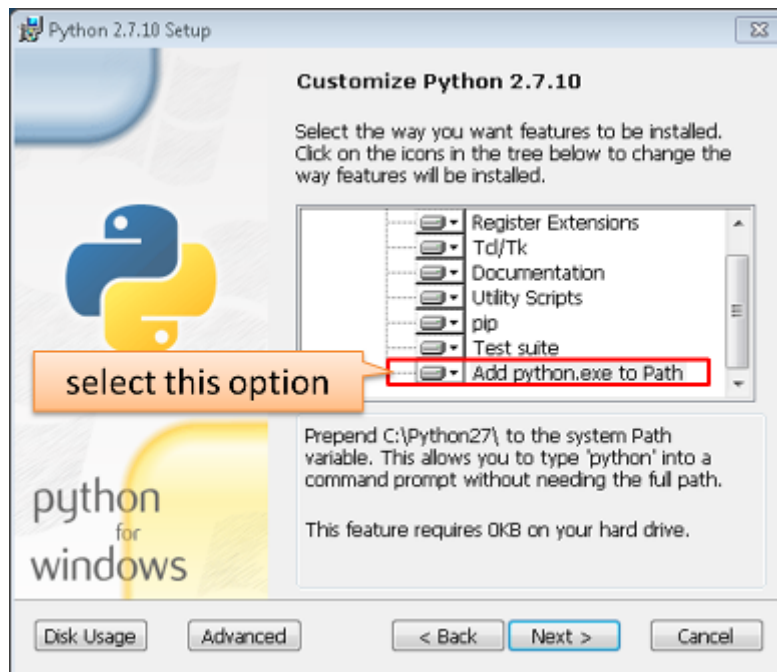 Python 2.7.10 Setup
Customize Python 2.7.10
Select the way you want features to be installed.
Click on the icons in the tree below to change the
way features will be installed.
Register Extensions
Tcl/Tk
Documentation
Utility Scripts
pip
Test suite
Add python.exe to Path
select this option
Prepend C:\Python27\ to the system Path
variable. This allows you to type 'python' into a
command prompt without needing the full path.
This feature requires 0KB on your hard drive.
python
for
windows
Disk Usage
Advanced
< Back
Next >
Cancel